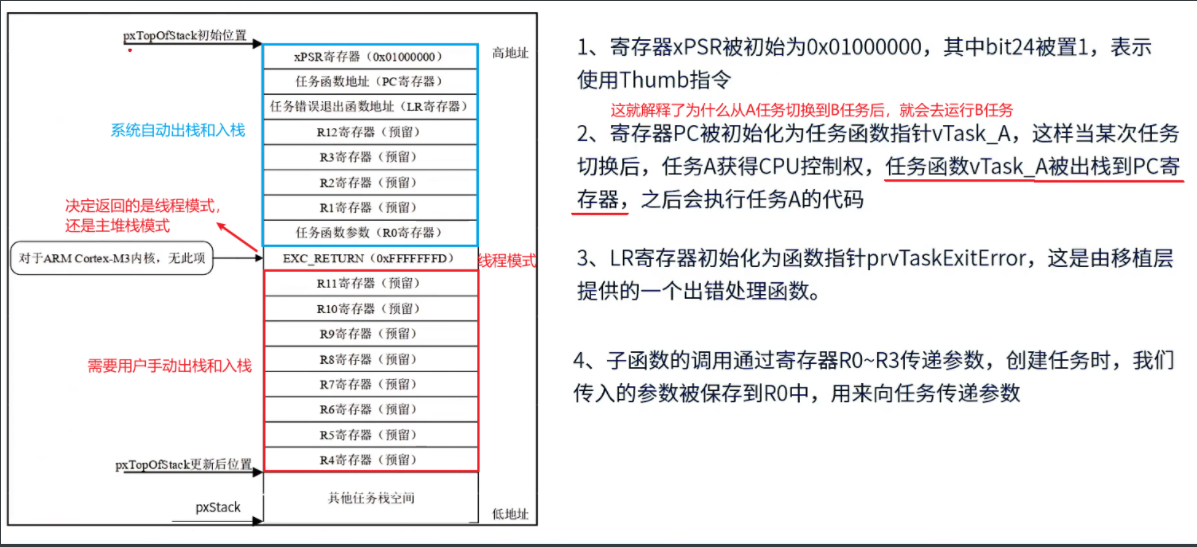 pxTopOfStack初始位置
高地址
xPSR寄存器（0x01000000）
任务函数地址（PC寄存器）
任务错误退出函数地址（LR寄存器）
系统自动出栈和入栈
R12寄存器（预留）
R3寄存器（预留）
R2寄存器（预留）
R1寄存器（预留）
任务函数参数（R0寄存器）
决定返回的是线程模式，
还是主堆栈模式
对于ARM Cortex-M3内核，无此项
EXC_RETURN（0xFFFFFFFD）
线程模式
R11寄存器（预留）
R10寄存器（预留）
R9寄存器（预留）
R8寄存器（预留）
需要用户手动出栈和入栈
R7寄存器（预留）
R6寄存器（预留）
R5寄存器（预留）
R4寄存器（预留）
pxTopOfStack更新后位置
其他任务栈空间
pxStack
低地址
1、寄存器xPSR被初始为0x01000000，其中bit24被置1，表示
使用Thumb指令
这就解释了为什么从A任务切换到B任务后，就会去运行B任务
2、寄存器PC被初始化为任务函数指针vTask_A，这样当某次任务
切换后，任务A获得CPU控制权，任务函数vTask_A被出栈到PC寄
存器，之后会执行任务A的代码
3、LR寄存器初始化为函数指针prvTaskExitError，这是由移植层
提供的一个出错处理函数。
4、子函数的调用通过寄存器R0~R3传递参数，创建任务时，我们
传入的参数被保存到R0中，用来向任务传递参数